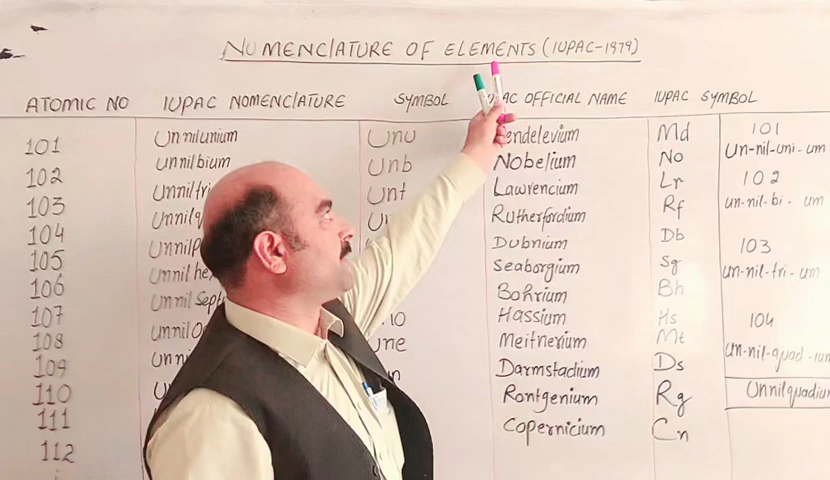 NOMENCLATURE OF ELEMENTS (IUPAC-1979)
ATOMIC NO IUPAC NOMENCLATURE SYMBOL OFFICIAL NAME IUPAC SYMBOL
101 Unnilunium Unu Md 101
Un-nil-uni-um
102 unnilbium Unb Nobelium No 102
un-nil-bi-um
103 Unt Lawrencium Lr
104 Rutherfordium Rf
105 Dubnium Db 103
un-nil-tri-um
106 Seaborgium Sg
107 Bohrium Bh
108 Hassium Hs 104
109 Une Meitnerium Mt
un-nil-quad-ium
110 Darmstadium Ds
111 Rontgenium Rg Unnilquadium
112 Copernicium Cn